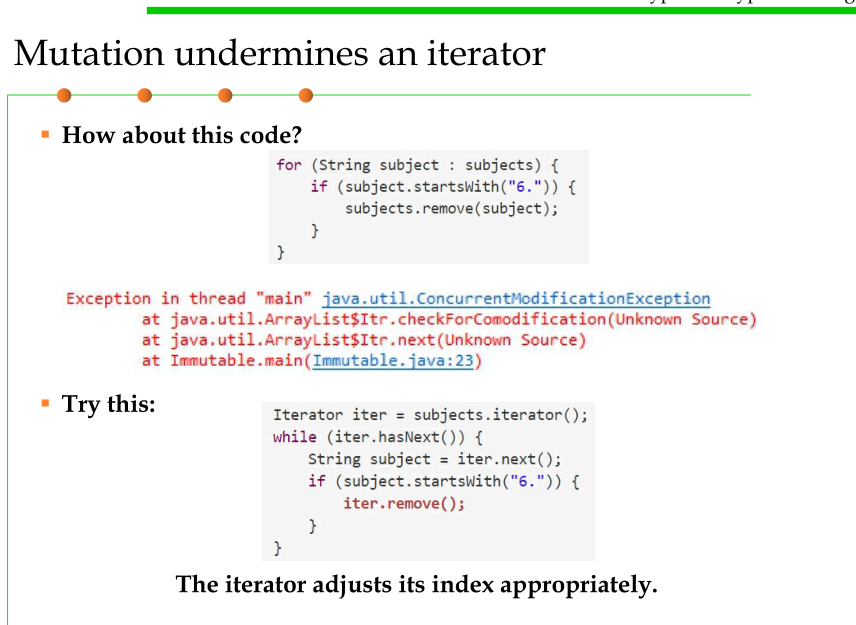 Mutation undermines an iterator
▪ How about this code?
for (String subject : subjects) {
    if (subject.startsWith("6.")) {
        subjects.remove(subject);
    }
}
Exception in thread "main" java.util.ConcurrentModificationException
        at java.util.ArrayList$Itr.checkForComodification(Unknown Source)
        at java.util.ArrayList$Itr.next(Unknown Source)
        at Immutable.main(Immutable.java:23)
▪ Try this:
Iterator iter = subjects.iterator();
while (iter.hasNext()) {
    String subject = iter.next();
    if (subject.startsWith("6.")) {
        iter.remove();
    }
}
The iterator adjusts its index appropriately.